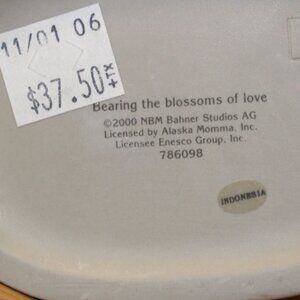 11/01 06
$37.50+TX
Bearing the blossoms of love
©2000 NBM Bahner Studios AG
Licensed by Alaska Momma, Inc.
Licensee Enesco Group, Inc.
786098
INDONESIA